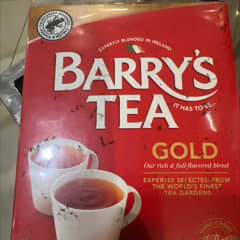 EXPERTLY BLENDED IN IRELAND
BARRY'S
TEA
IT HAS TO BE...
GOLD
Our rich & full flavored blend
EXPERTLY SELECTED FROM
THE WORLD'S FINEST
TEA GARDENS